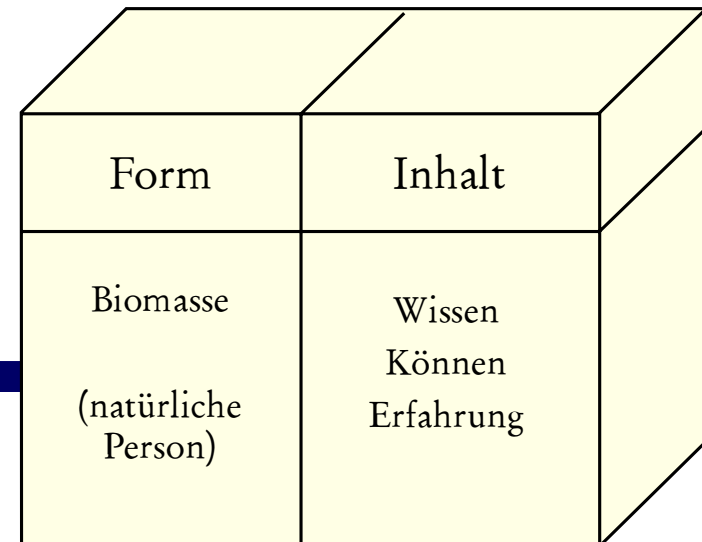 Form
Inhalt
Biomasse
(natürliche
Person)
Wissen
Können
Erfahrung